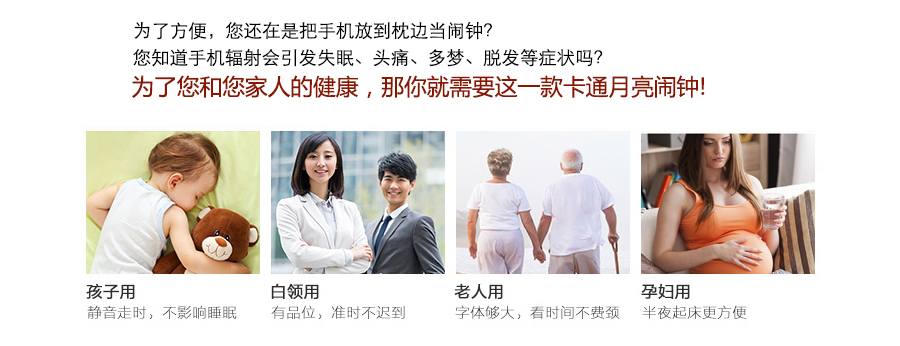 为了方便，您还在是把手机放到枕边当闹钟？
您知道手机辐射会引发失眠、头痛、多梦、脱发等症状吗？
为了您和您家人的健康，那你就需要这一款卡通月亮闹钟！
孩子用
静音走时，不影响睡眠
白领用
有品位，准时不迟到
老人用
字体够大，看时间不费颈
孕妇用
半夜起床更方便